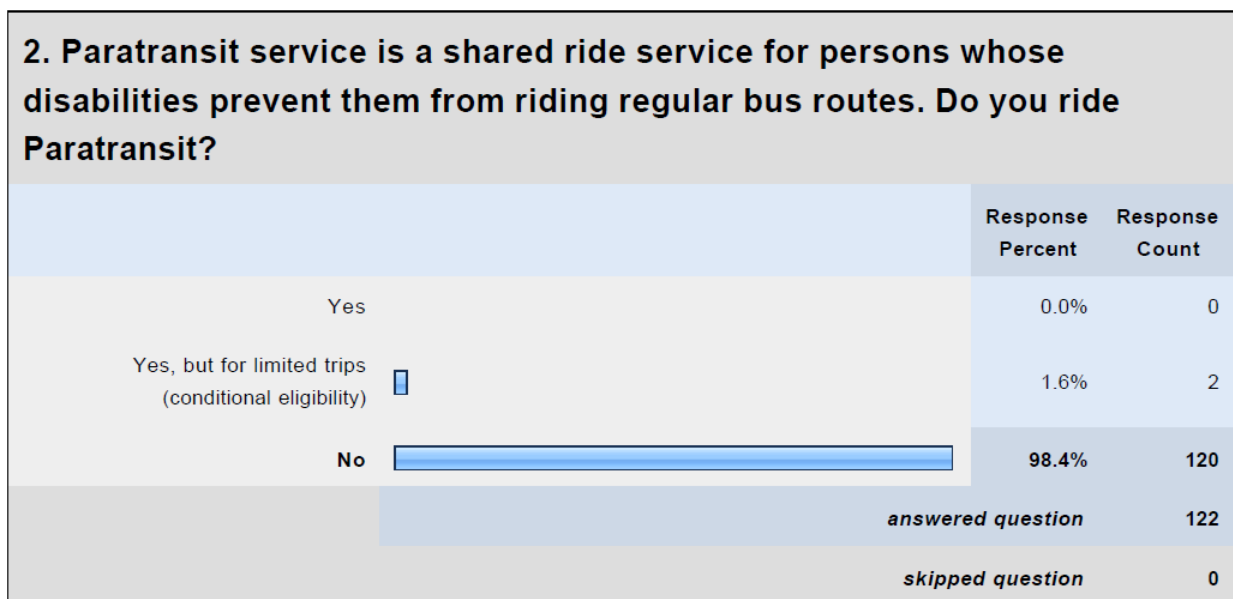 2. Paratransit service is a shared ride service for persons whose
disabilities prevent them from riding regular bus routes. Do you ride
Paratransit?
Response Percent
Response Count
Yes 0.0% 0
Yes, but for limited trips
(conditional eligibility) 1.6% 2
No 98.4% 120
answered question 122
skipped question 0